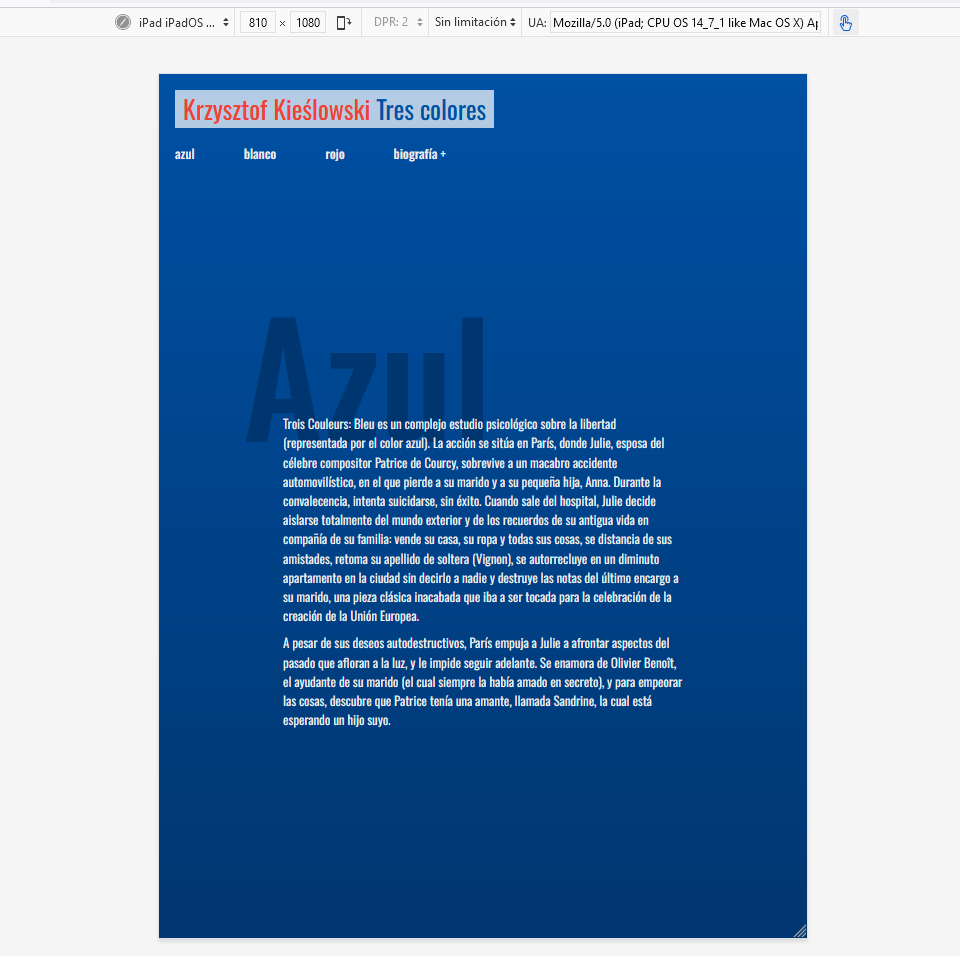 iPad iPadOS ... 810 × 1080 DPR: 2 Sin limitación UA: Mozilla/5.0 (iPad; CPU OS 14_7_1 like Mac OS X) Ap
Krzysztof Kieślowski Tres colores
azul blanco rojo biografía +
Azul
Trois Couleurs: Bleu es un complejo estudio psicológico sobre la libertad
(representada por el color azul). La acción se sitúa en París, donde Julie, esposa del
célebre compositor Patrice de Courcy, sobrevive a un macabro accidente
automovilístico, en el que pierde a su marido y a su pequeña hija, Anna. Durante la
convalecencia, intenta suicidarse, sin éxito. Cuando sale del hospital, Julie decide
aislarse totalmente del mundo exterior y de los recuerdos de su antigua vida en
compañía de su familia: vende su casa, su ropa y todas sus cosas, se distancia de sus
amistades, retoma su apellido de soltera (Vignon), se autorrecluye en un diminuto
apartamento en la ciudad sin decirlo a nadie y destruye las notas del último encargo a
su marido, una pieza clásica inacabada que iba a ser tocada para la celebración de la
creación de la Unión Europea.
A pesar de sus deseos autodestructivos, París empuja a Julie a afrontar aspectos del
pasado que afloran a la luz, y le impide seguir adelante. Se enamora de Olivier Benoît,
el ayudante de su marido (el cual siempre la había amado en secreto), y para empeorar
las cosas, descubre que Patrice tenía una amante, llamada Sandrine, la cual está
esperando un hijo suyo.